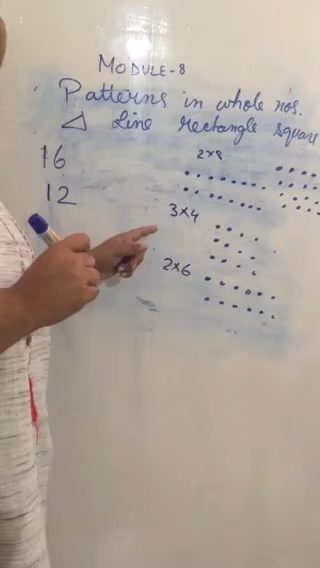 MODULE-8
Patterns in whole nos.
△ Line rectangle square
16
2×8
12
3×4
2×6